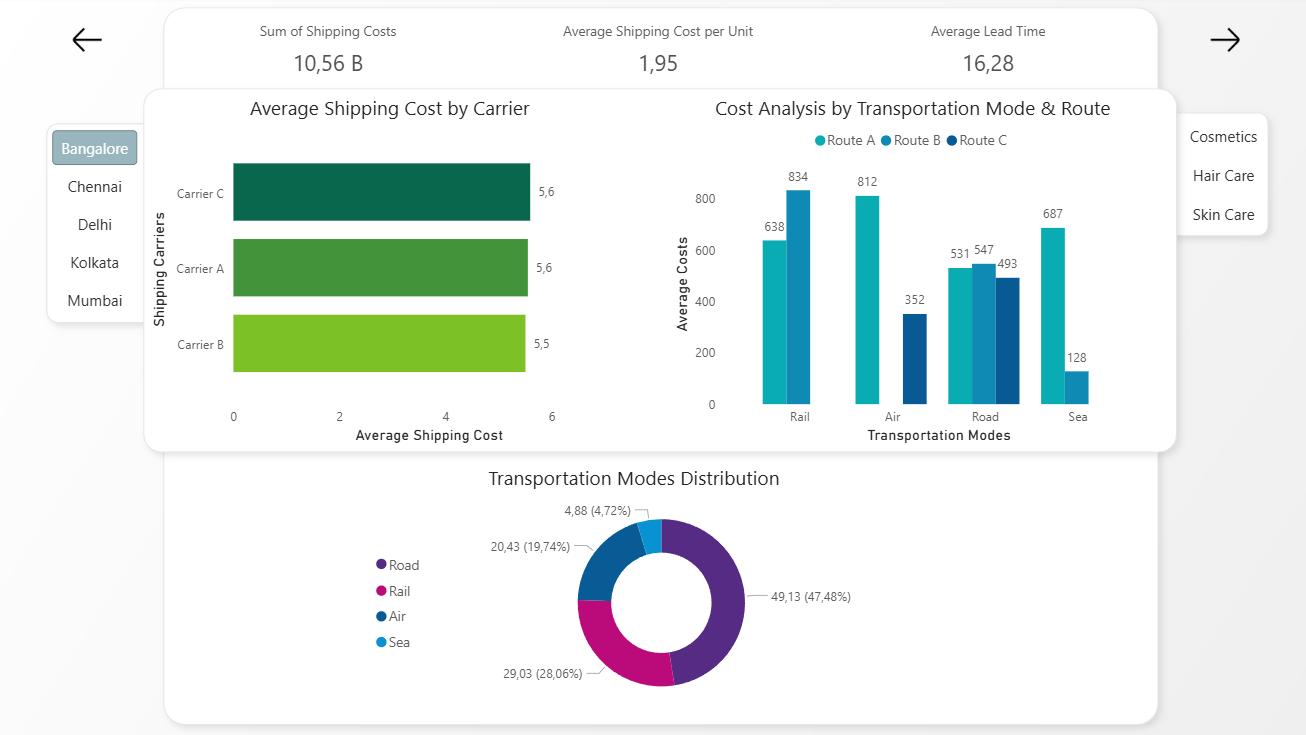 Sum of Shipping Costs
10,56 B
Average Shipping Cost per Unit
1,95
Average Lead Time
16,28
Bangalore
Chennai
Delhi
Kolkata
Mumbai
Average Shipping Cost by Carrier
Shipping Carriers
Carrier C
5,6
Carrier A
5,6
Carrier B
5,5
0 2 4 6
Average Shipping Cost
Cost Analysis by Transportation Mode & Route
Route A Route B Route C
Average Costs
800
600
400
200
0
638
834
812
352
531
547
493
687
128
Rail Air Road Sea
Transportation Modes
Cosmetics
Hair Care
Skin Care
Transportation Modes Distribution
Road
Rail
Air
Sea
4,88 (4,72%)
20,43 (19,74%)
49,13 (47,48%)
29,03 (28,06%)